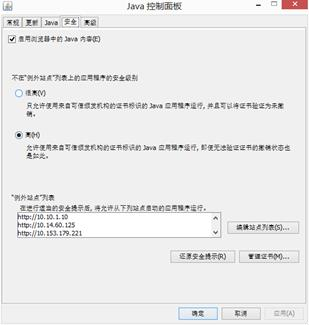 Java 控制面板
常规 更新 Java 安全 高级
启用浏览器中的 Java 内容(E)
不在“例外站点”列表上的应用程序的安全级别
很高(V)
只允许使用来自可信颁发机构的证书标识的 Java 应用程序运行, 并且可以将证书验证为未撤
销。
高(H)
允许使用来自可信颁发机构的证书标识的 Java 应用程序运行, 即使无法验证证书的撤销状态也
是如此。
“例外站点”列表
在进行适当的安全提示后, 将允许从下列站点启动的应用程序运行。
http://10.10.1.10
http://10.14.60.125
http://10.153.179.221
编辑站点列表(S)...
还原安全提示(R)
管理证书(M)...
确定 取消 应用(A)